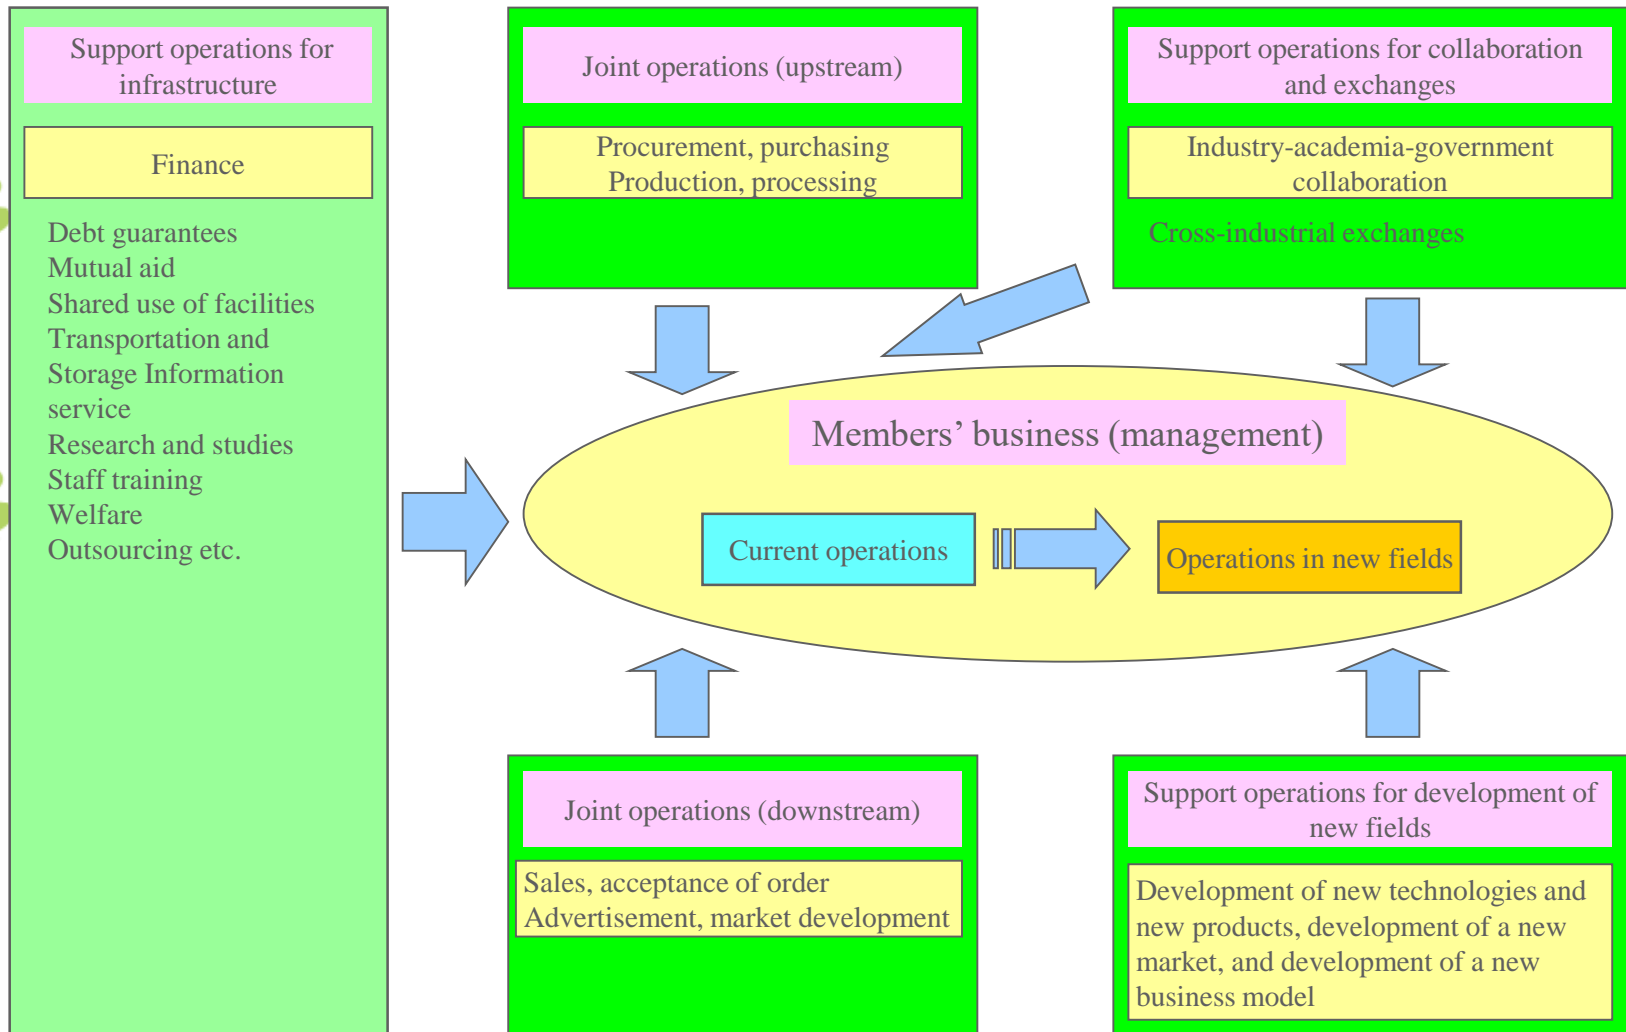 Support operations for
infrastructure
Finance
Debt guarantees
Mutual aid
Shared use of facilities
Transportation and
Storage Information
service
Research and studies
Staff training
Welfare
Outsourcing etc.
Joint operations (upstream)
Procurement, purchasing
Production, processing
Support operations for collaboration
and exchanges
Industry-academia-government
collaboration
Cross-industrial exchanges
Members’ business (management)
Current operations
Operations in new fields
Joint operations (downstream)
Sales, acceptance of order
Advertisement, market development
Support operations for development of
new fields
Development of new technologies and
new products, development of a new
market, and development of a new
business model